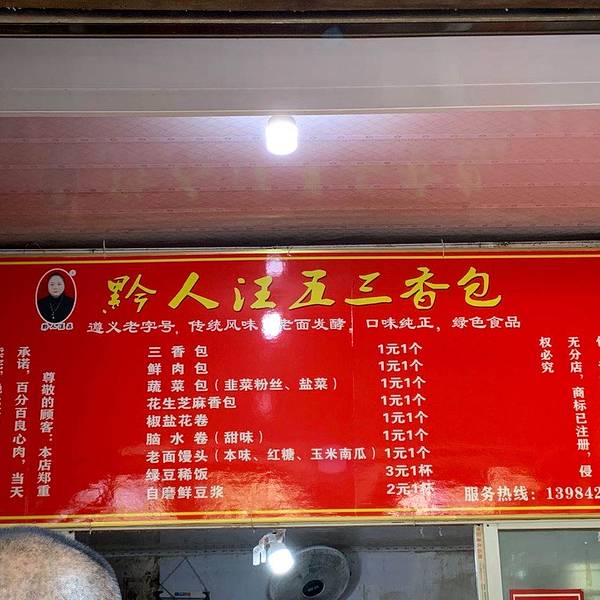 黔人汪五三香包
遵义老字号,传统风味,老面发酵,口味纯正,绿色食品
三香包 1元1个
鲜肉包 1元1个
蔬菜包(韭菜粉丝、盐菜) 1元1个
花生芝麻香包 1元1个
椒盐花卷 1元1个
脑水卷(甜味) 1元1个
老面馒头(本味、红糖、玉米南瓜) 1元1个
绿豆稀饭 3元1杯
自磨鲜豆浆 2元1杯
服务热线:13984
尊敬的顾客:本店郑重
承诺,百分百良心肉,当天
无分店,商标已注册,侵
权必究